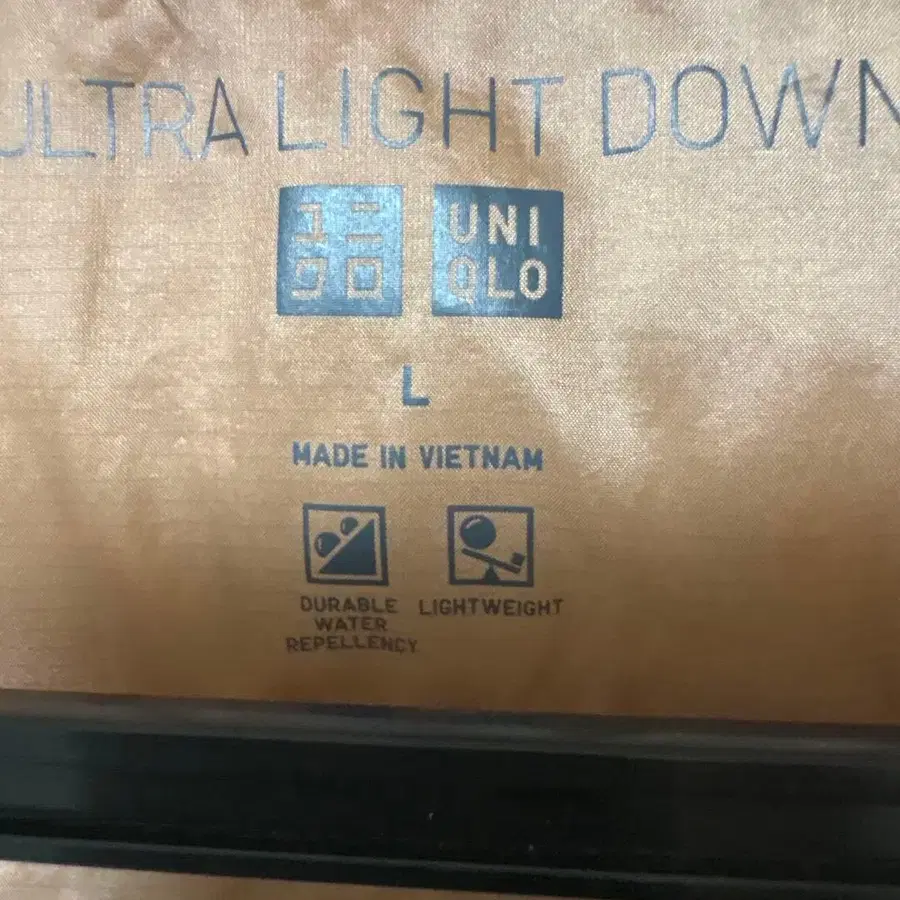 ULTRA LIGHT DOWN
ユニ UNI
クロ QLO
L
MADE IN VIETNAM
DURABLE WATER REPELLENCY
LIGHTWEIGHT